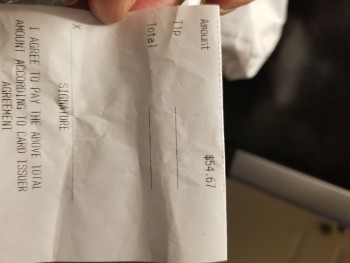 Amount $54.67
Tip
Total
X
SIGNATURE
I AGREE TO PAY THE ABOVE TOTAL
AMOUNT ACCORDING TO CARD ISSUER
AGREEMENT